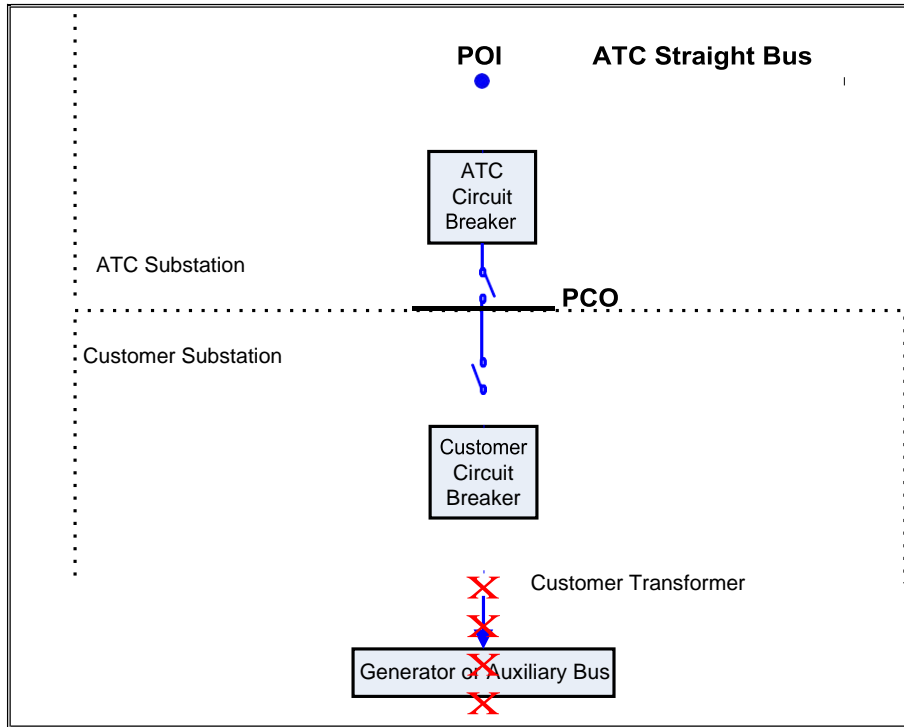 POI
ATC Straight Bus
ATC
Circuit
Breaker
ATC Substation
PCO
Customer Substation
Customer
Circuit
Breaker
Customer Transformer
Generator or Auxiliary Bus